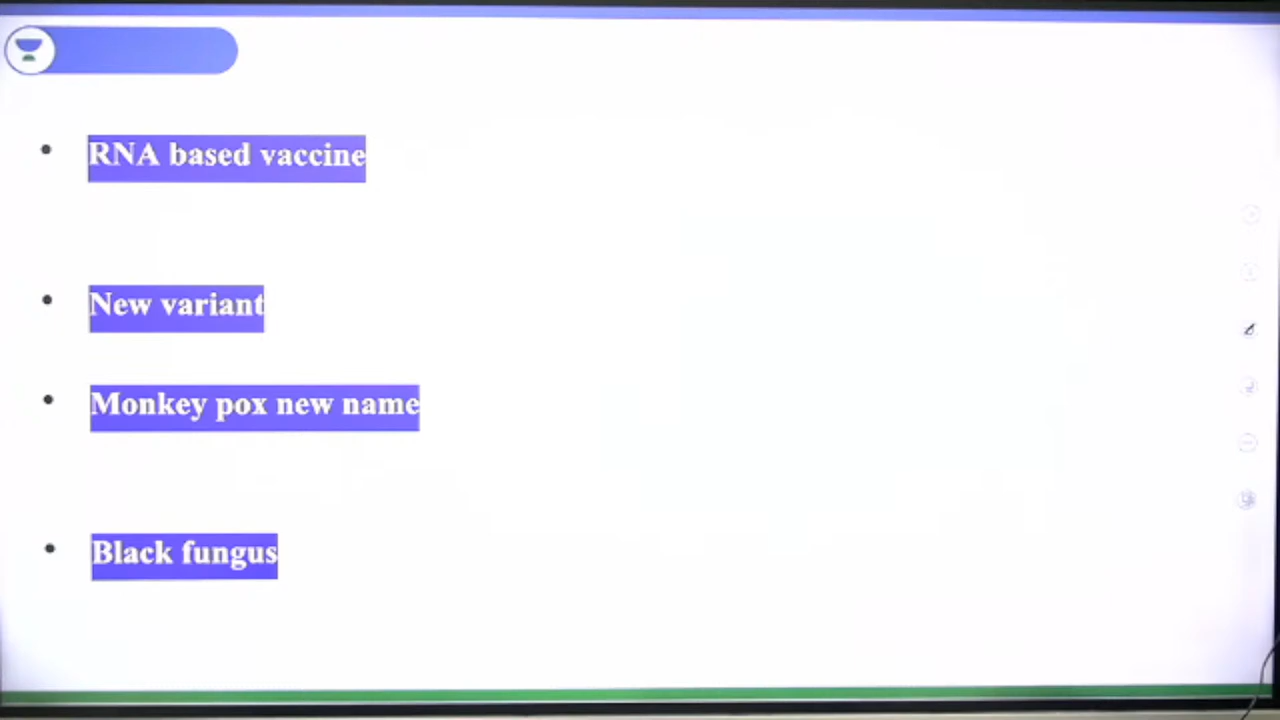 RNA based vaccine
New variant
Monkey pox new name
Black fungus